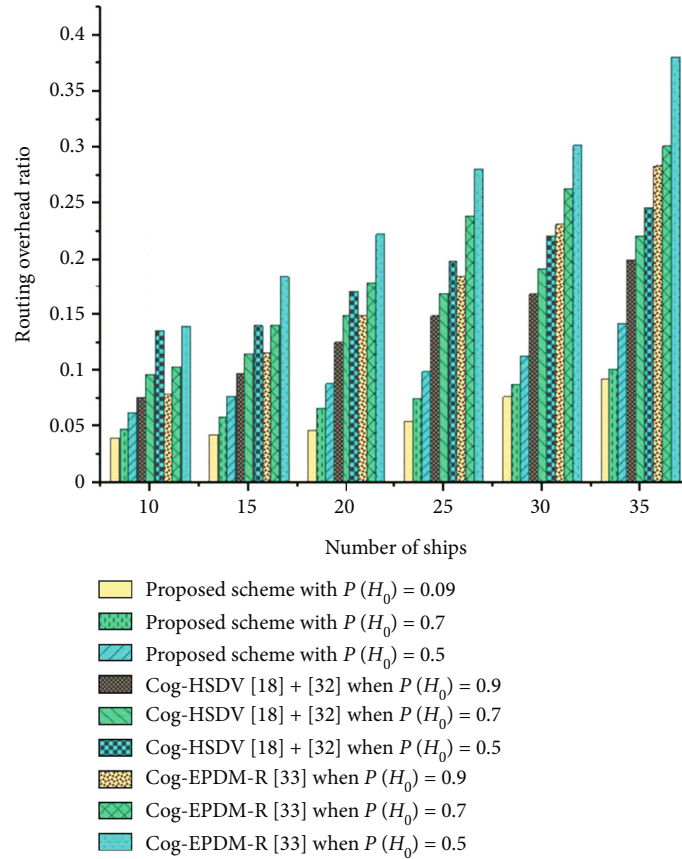 0.4
0.35
0.3
0.25
0.2
0.15
0.1
0.05
0
Routing overhead ratio
10 15 20 25 30 35
Number of ships
Proposed scheme with P (H0) = 0.09
Proposed scheme with P (H0) = 0.7
Proposed scheme with P (H0) = 0.5
Cog-HSDV [18] + [32] when P (H0) = 0.9
Cog-HSDV [18] + [32] when P (H0) = 0.7
Cog-HSDV [18] + [32] when P (H0) = 0.5
Cog-EPDM-R [33] when P (H0) = 0.9
Cog-EPDM-R [33] when P (H0) = 0.7
Cog-EPDM-R [33] when P (H0) = 0.5